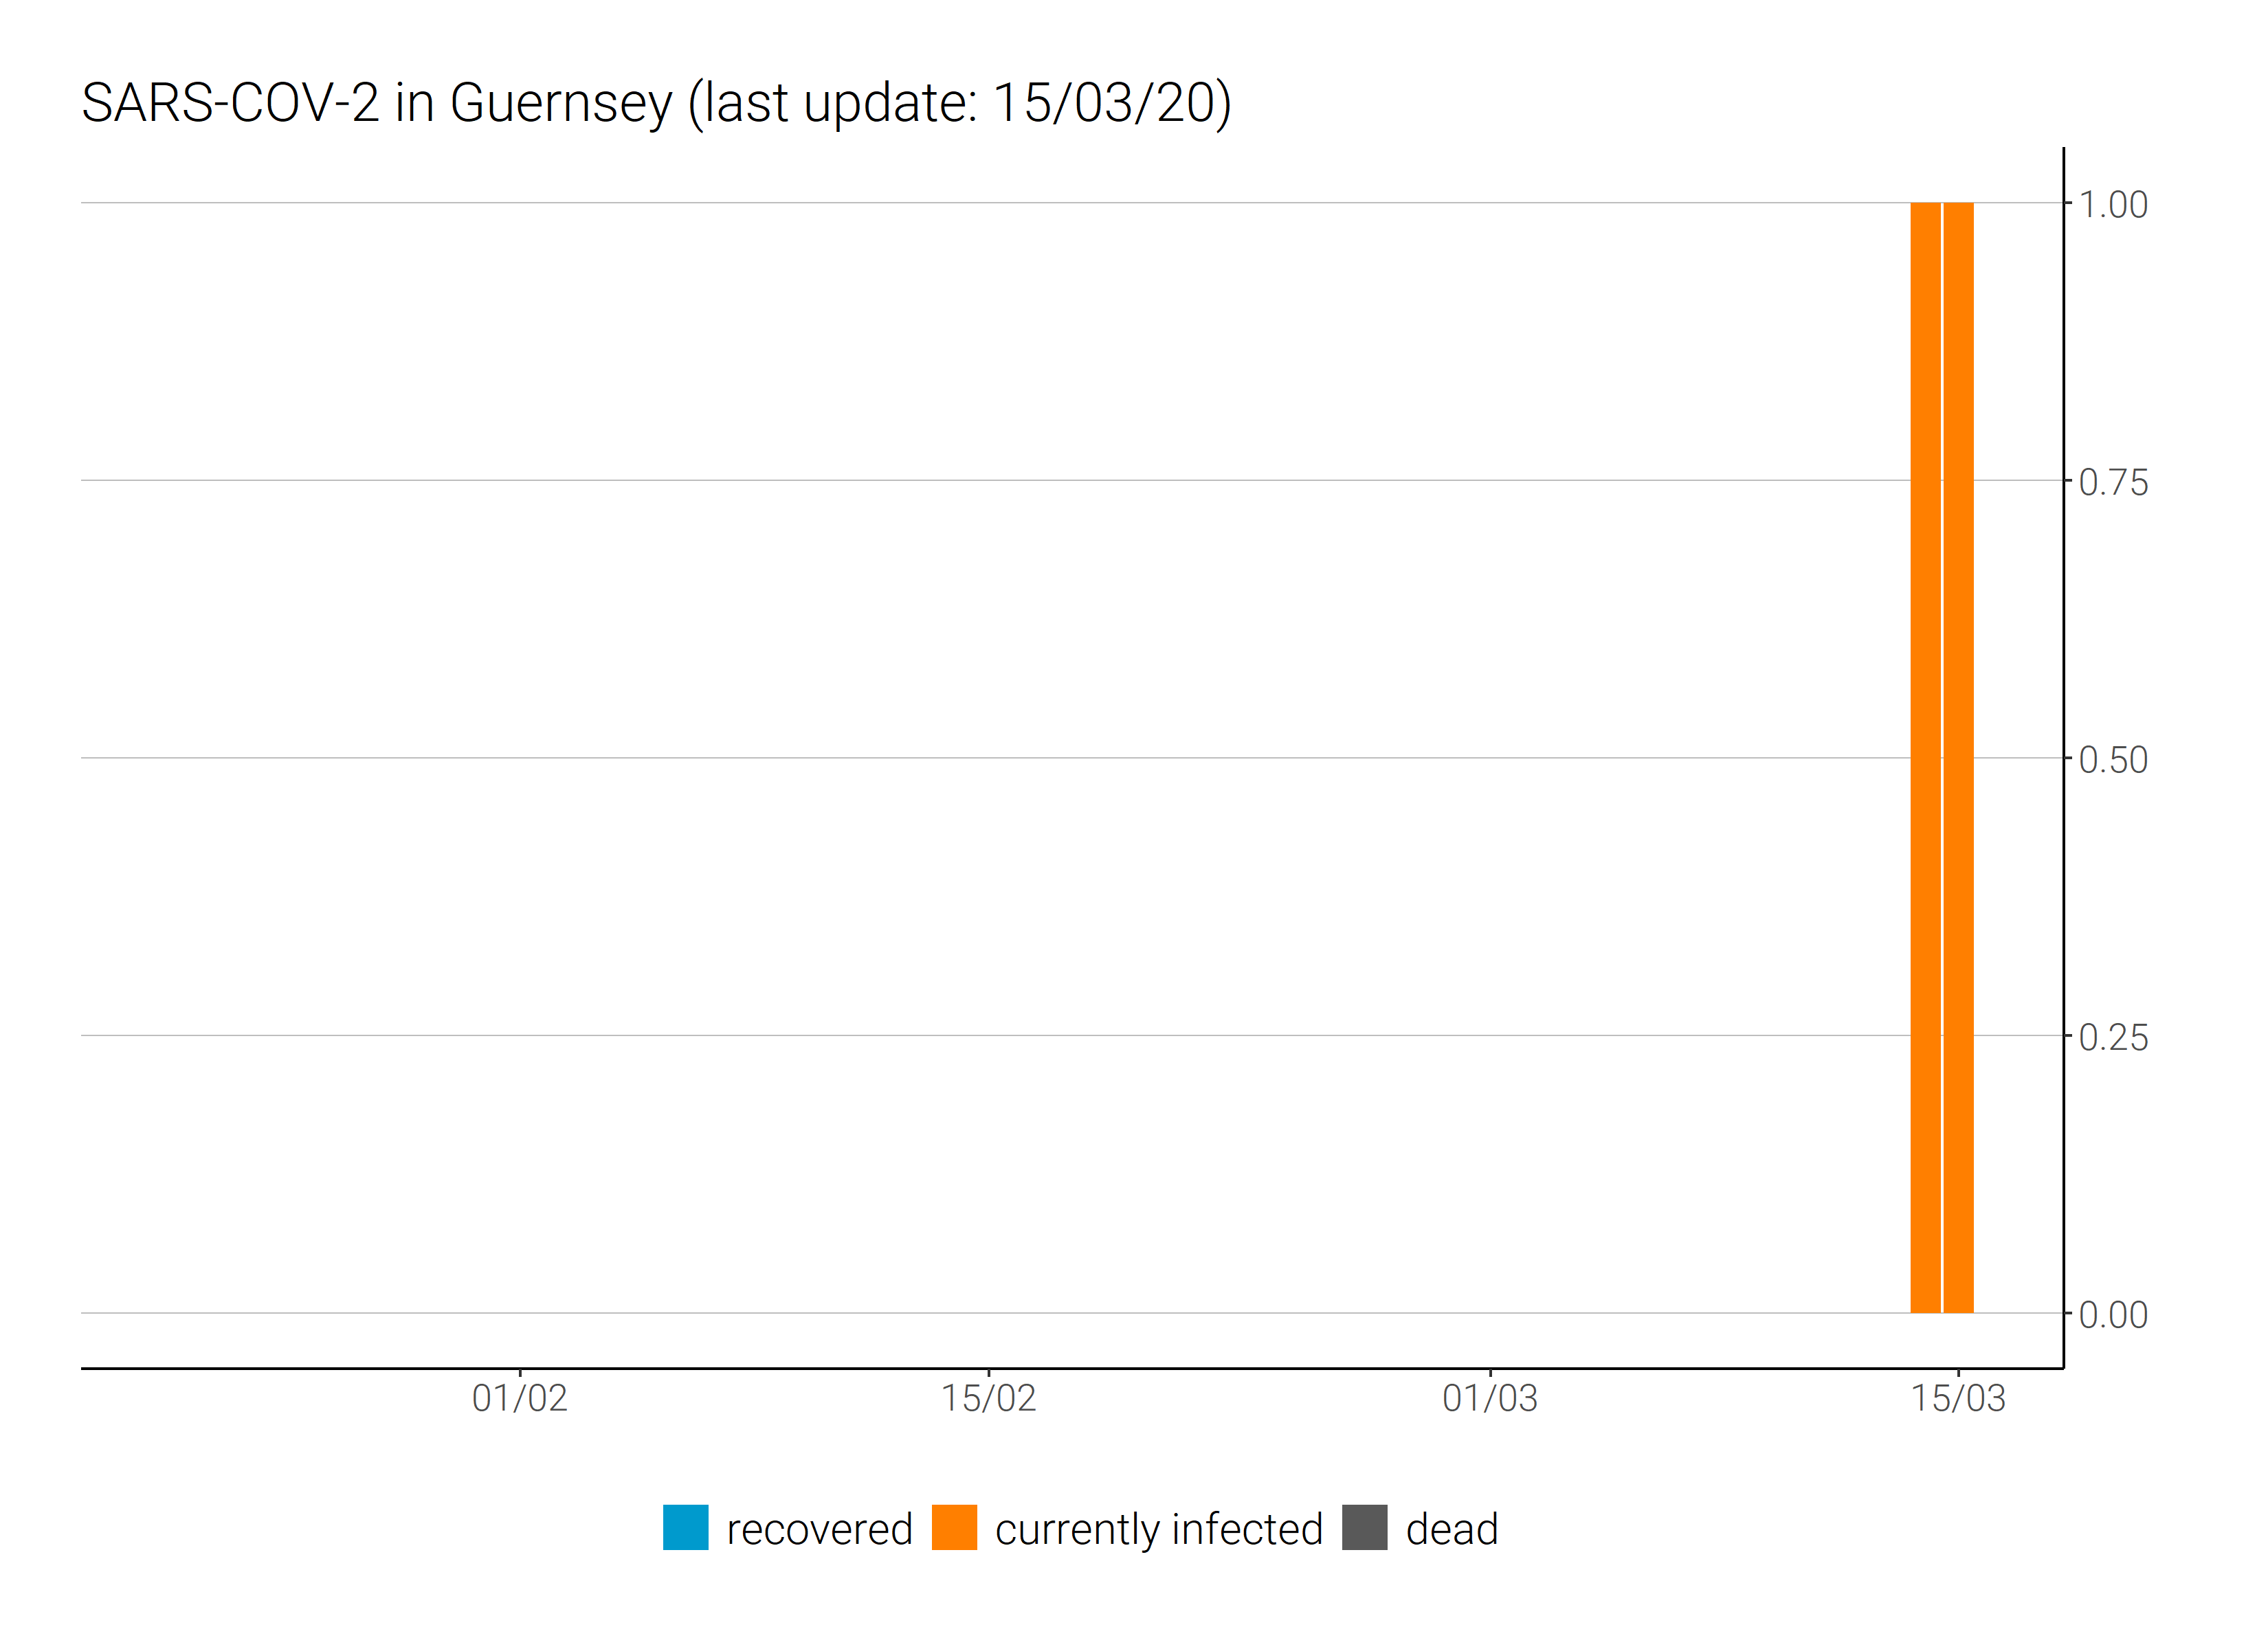 SARS-COV-2 in Guernsey (last update: 15/03/20)
1.00
0.75
0.50
0.25
0.00
01/02 15/02 01/03 15/03
recovered currently infected dead